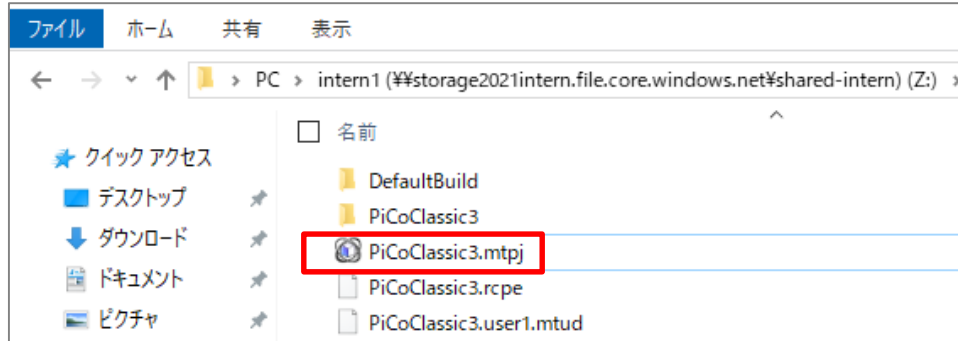 ファイル ホーム 共有 表示
PC › intern1 (¥¥storage2021intern.file.core.windows.net¥shared-intern) (Z:) ›
名前
クイック アクセス
DefaultBuild
デスクトップ
PiCoClassic3
ダウンロード
PiCoClassic3.mtpj
ドキュメント
PiCoClassic3.rcpe
ピクチャ
PiCoClassic3.user1.mtud